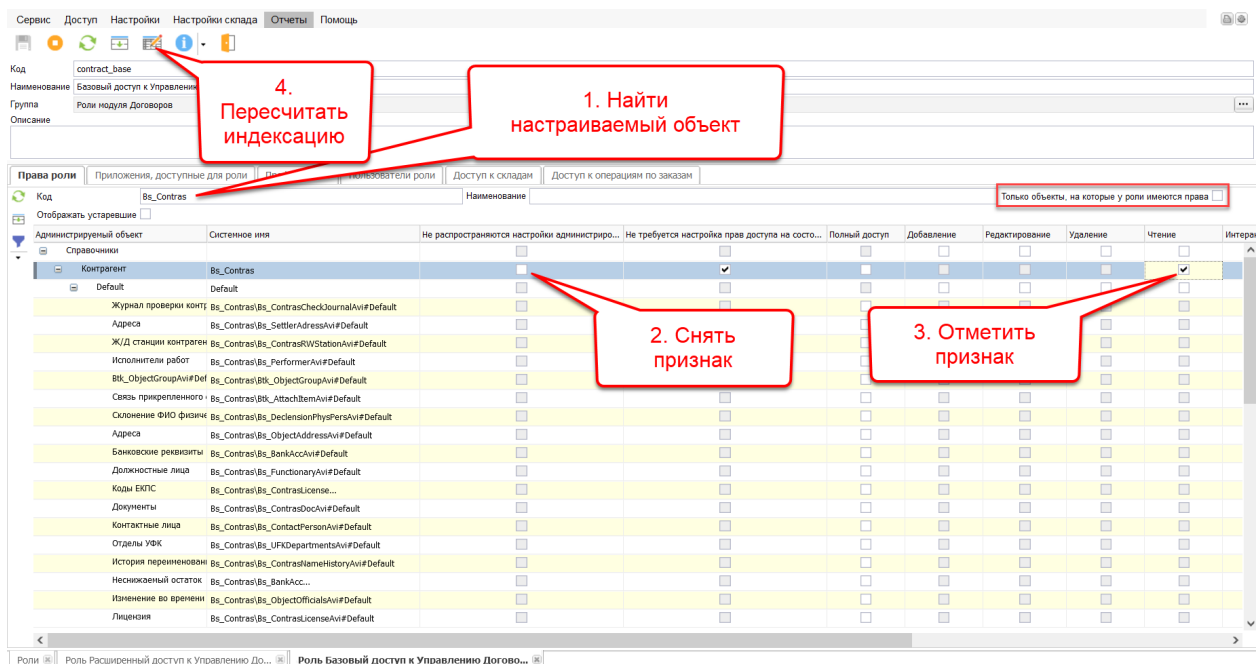 Сервис Доступ Настройки Настройки склада Отчеты Помощь
Код contract_base
Наименование Базовый доступ к Управлению
Группа Роли модуля Договоров ...
Описание
4. Пересчитать индексацию
1. Найти настраиваемый объект
Права роли Приложения, доступные для роли Пользователи роли Доступ к складам Доступ к операциям по заказам
Код Bs_Contras Наименование Только объекты, на которые у роли имеются права
Отображать устаревшие
Администрируемый объект Системное имя Не распространяются настройки администриро... Не требуется настройка прав доступа на состо... Полный доступ Добавление Редактирование Удаление Чтение Интеран
Справочники
Контрагент Bs_Contras
Default Default
Журнал проверки контр Bs_Contras\Bs_ContrasCheckJournalAvi#Default
Адреса Bs_Contras\Bs_SettlerAdressAvi#Default
Ж/Д станции контраген Bs_Contras\Bs_ContrasRWStationAvi#Default
Исполнители работ Bs_Contras\Bs_PerformerAvi#Default
Btk_ObjectGroupAvi#Def Bs_Contras\Btk_ObjectGroupAvi#Default
Связь прикрепленного Bs_Contras\Btk_AttachItemAvi#Default
Склонение ФИО физиче Bs_Contras\Bs_DeclensionPhysPersAvi#Default
Адреса Bs_Contras\Bs_ObjectAddressAvi#Default
Банковские реквизиты Bs_Contras\Bs_BankAccAvi#Default
Должностные лица Bs_Contras\Bs_FunctionaryAvi#Default
Коды ЕКПС Bs_Contras\Bs_ContrasLicense...
Документы Bs_Contras\Bs_ContrasDocAvi#Default
Контактные лица Bs_Contras\Bs_ContactPersonAvi#Default
Отделы УФК Bs_Contras\Bs_UFKDepartmentsAvi#Default
История переименован Bs_Contras\Bs_ContrasNameHistoryAvi#Default
Неснижаемый остаток Bs_Contras\Bs_BankAcc...
Изменение во времени Bs_Contras\Bs_ObjectOfficialsAvi#Default
Лицензия Bs_Contras\Bs_ContrasLicenseAvi#Default
2. Снять признак
3. Отметить признак
Роли Роль Расширенный доступ к Управлению До... Роль Базовый доступ к Управлению Догово...